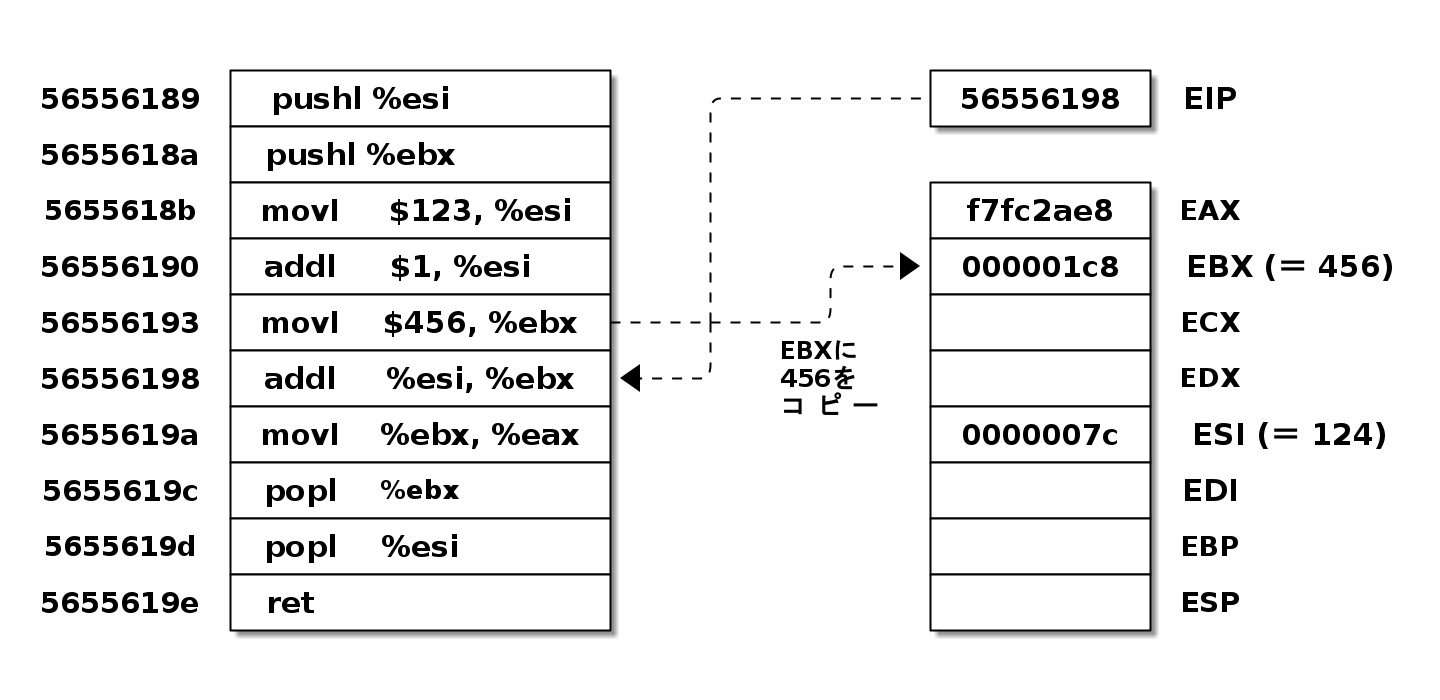 56556189 pushl %esi 56556198 EIP
5655618a pushl %ebx
5655618b movl $123, %esi f7fc2ae8 EAX
56556190 addl $1, %esi 000001c8 EBX (= 456)
56556193 movl $456, %ebx ECX
EBXに
456を
コピー
56556198 addl %esi, %ebx EDX
5655619a movl %ebx, %eax 0000007c ESI (= 124)
5655619c popl %ebx EDI
5655619d popl %esi EBP
5655619e ret ESP